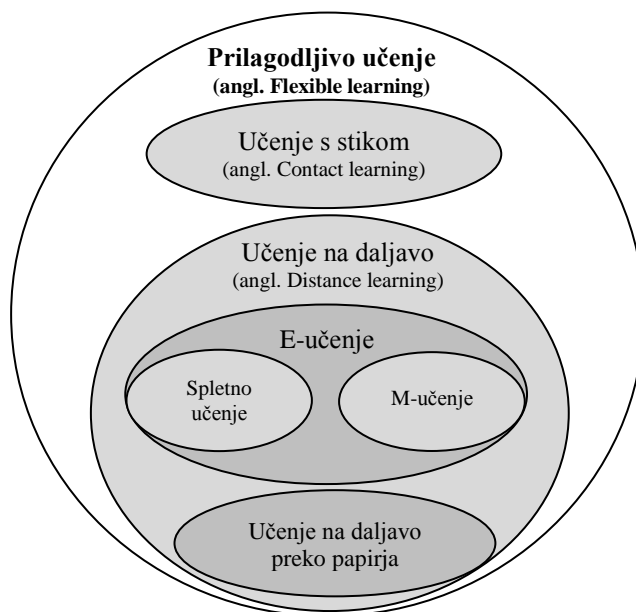 Prilagodljivo učenje
(angl. Flexible learning)
Učenje s stikom
(angl. Contact learning)
Učenje na daljavo
(angl. Distance learning)
E-učenje
Spletno
učenje
M-učenje
Učenje na daljavo
preko papirja